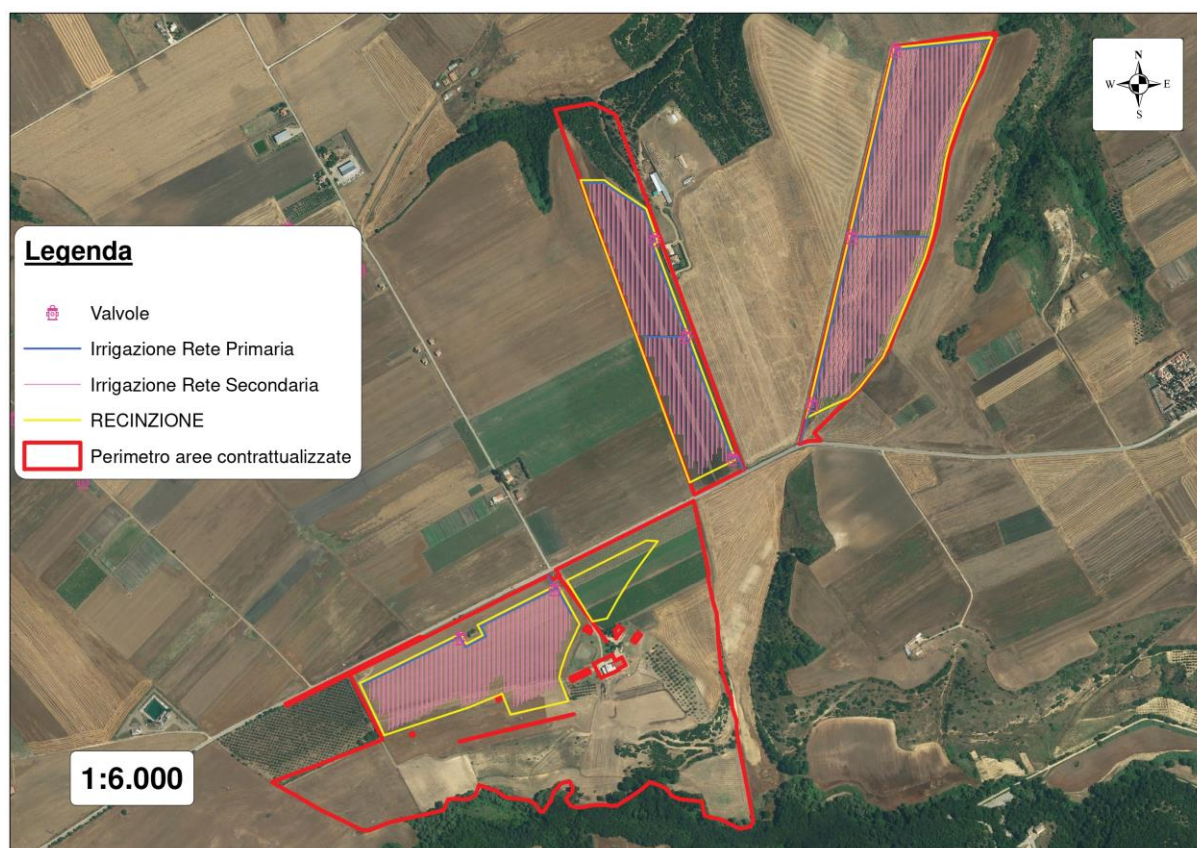 N
W E
S
Legenda
Valvole
Irrigazione Rete Primaria
Irrigazione Rete Secondaria
RECINZIONE
Perimetro aree contrattualizzate
1:6.000